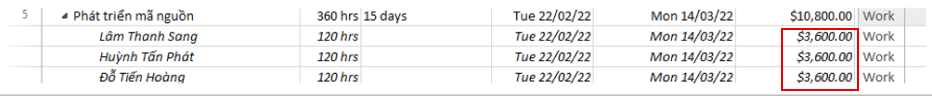 5 Phát triển mã nguồn 360 hrs 15 days Tue 22/02/22 Mon 14/03/22 $10,800.00 Work
Lâm Thanh Sang 120 hrs Tue 22/02/22 Mon 14/03/22 $3,600.00 Work
Huỳnh Tấn Phát 120 hrs Tue 22/02/22 Mon 14/03/22 $3,600.00 Work
Đỗ Tiến Hoàng 120 hrs Tue 22/02/22 Mon 14/03/22 $3,600.00 Work